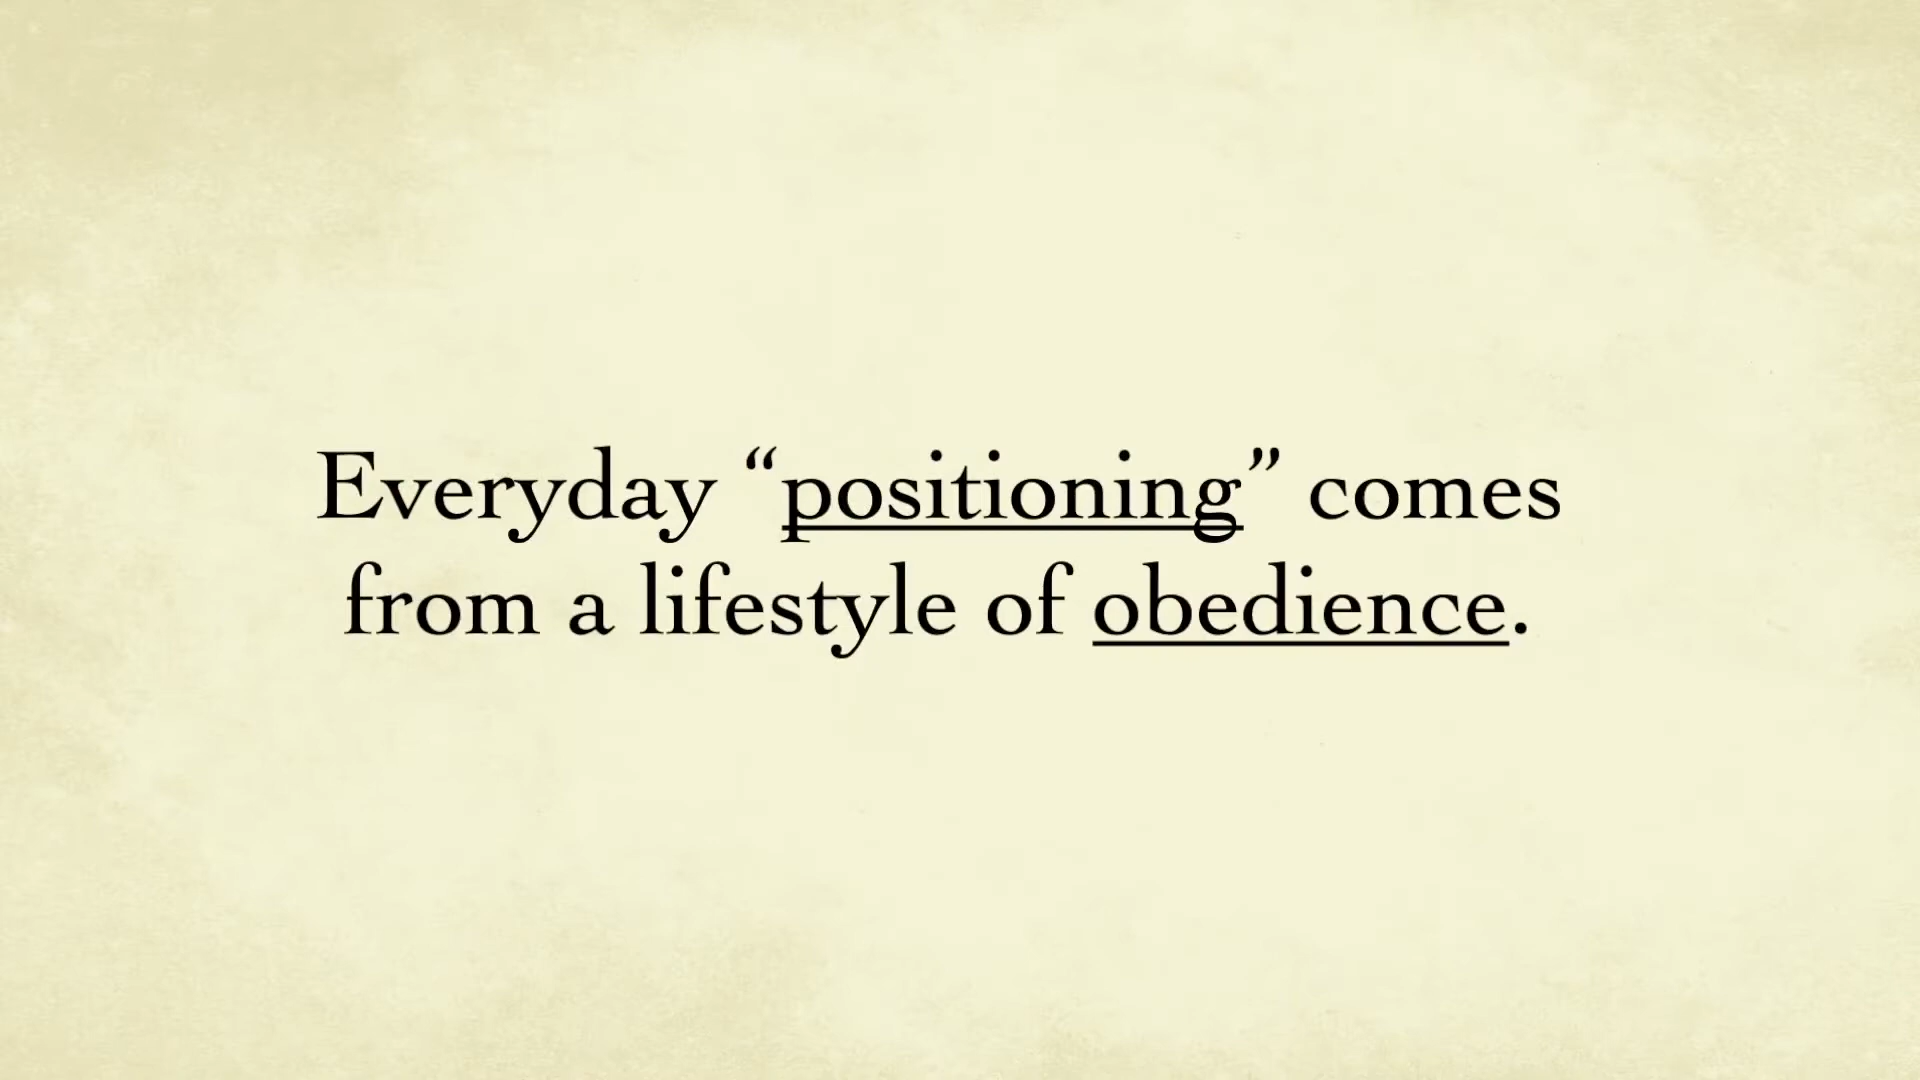 Everyday “positioning” comes
from a lifestyle of obedience.